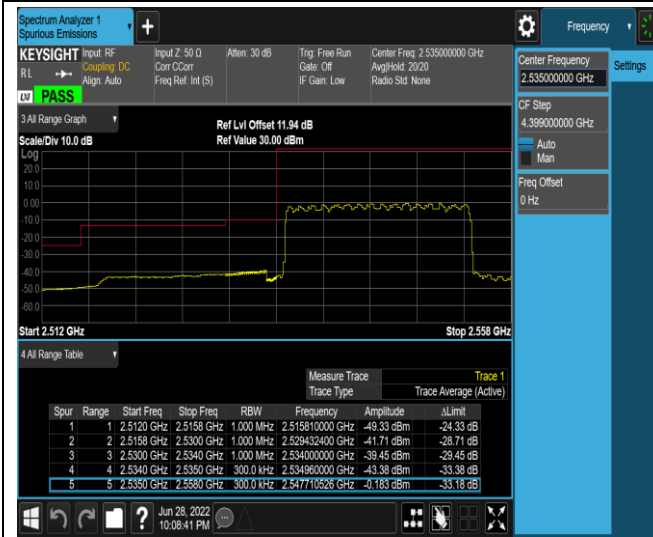 Spectrum Analyzer 1
Spurious Emissions
+
Frequency
KEYSIGHT
RL
LXI
PASS
Input: RF
Coupling: DC
Align: Auto
Input Z: 50 Ω
Corr CCorr
Freq Ref: Int (S)
Atten: 30 dB
Trig: Free Run
Gate: Off
IF Gain: Low
Center Freq: 2.535000000 GHz
Avg|Hold: 20/20
Radio Std: None
Center Frequency
2.535000000 GHz
Settings
CF Step
4.399000000 GHz
Auto
Man
Freq Offset
0 Hz
3 All Range Graph
Scale/Div 10.0 dB
Ref Lvl Offset 11.94 dB
Ref Value 30.00 dBm
Log
20.0
10.0
0.00
-10.0
-20.0
-30.0
-40.0
-50.0
-60.0
Start 2.512 GHz Stop 2.558 GHz
4 All Range Table
Measure Trace Trace 1
Trace Type Trace Average (Active)
Spur Range Start Freq Stop Freq RBW Frequency Amplitude ΔLimit
1 1 2.5120 GHz 2.5158 GHz 1.000 MHz 2.515810000 GHz -49.33 dBm -24.33 dB
2 2 2.5158 GHz 2.5300 GHz 1.000 MHz 2.529432400 GHz -41.71 dBm -28.71 dB
3 3 2.5300 GHz 2.5340 GHz 1.000 MHz 2.534000000 GHz -39.45 dBm -29.45 dB
4 4 2.5340 GHz 2.5350 GHz 300.0 kHz 2.534960000 GHz -43.38 dBm -33.38 dB
5 5 2.5350 GHz 2.5580 GHz 300.0 kHz 2.547710526 GHz -0.183 dBm -33.18 dB
?
Jun 28, 2022
10:08:41 PM